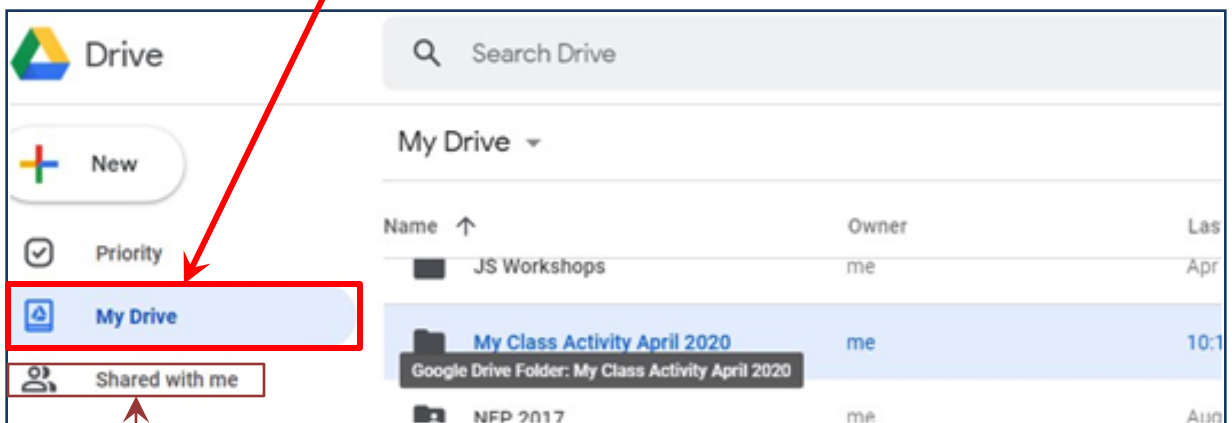 Drive
Search Drive
New
My Drive
Name
Owner
Las
Priority
JS Workshops
me
Apr
My Drive
My Class Activity April 2020
me
10:1
Google Drive Folder: My Class Activity April 2020
Shared with me
NFP 2017
me
Aug